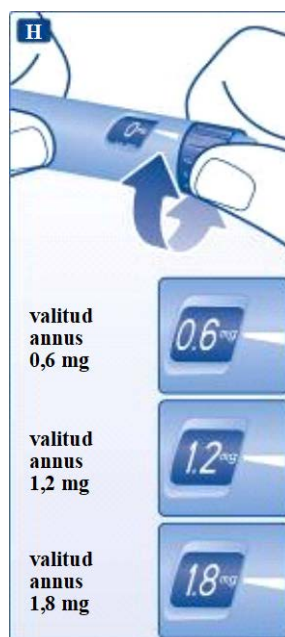 H
0mg
valitud
annus
0,6 mg
0.6mg
valitud
annus
1,2 mg
1.2mg
valitud
annus
1,8 mg
1.8mg